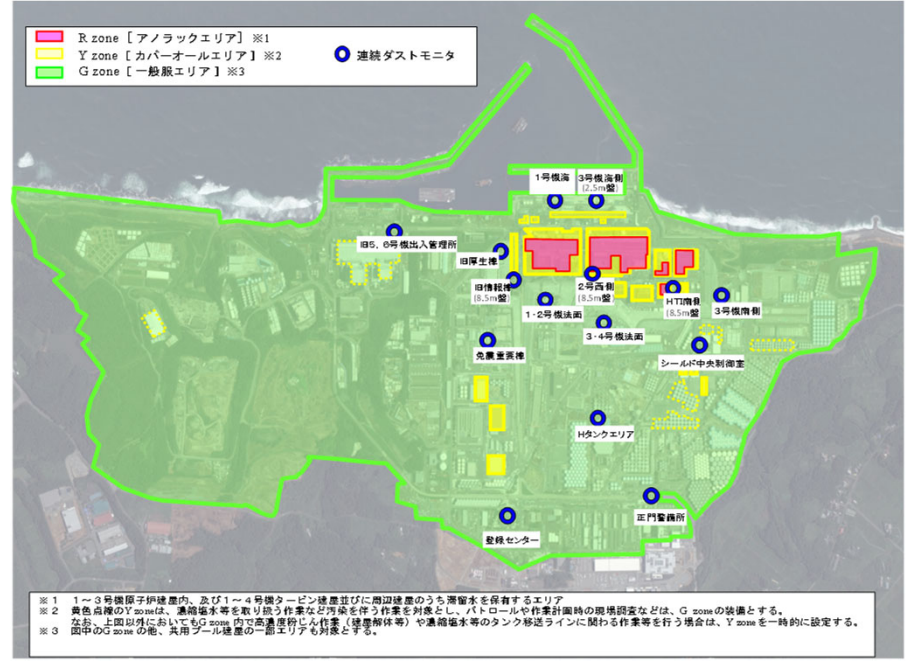 R zone [アノラックエリア] ※1
Y zone [カバーオールエリア] ※2
G zone [一般服エリア] ※3
連続ダストモニタ
1号機海
3号機海側
(2.5m盤)
旧5, 6号機出入管理所
旧厚生棟
旧情報棟
(8.5m盤)
2号西側
(8.5m盤)
HTI南側
(8.5m盤)
3号機南側
1・2号機法面
3・4号機法面
免震重要棟
シールド中央制御室
Hタンクエリア
正門警備所
登録センター
※1 1~3号機原子炉建屋内、及び1~4号機タービン建屋並びに周辺建屋のうち滞留水を保有するエリア
※2 黄色点線のY zoneは、濃縮塩水等を取り扱う作業など汚染を伴う作業を対象とし、パトロールや作業計画時の現場調査などは、G zoneの装備とする。
なお、上図以外においてもG zone内で高濃度粉じん作業(建屋解体等)や濃縮塩水等のタンク移送ラインに関わる作業等を行う場合は、Y zoneを一時的に設定する。
※3 図中のG zoneの他、共用プール建屋の一部エリアも対象とする。